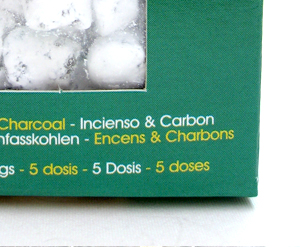 Charcoal - Incienso & Carbon
nfasskohlen - Encens & Charbons
gs - 5 dosis - 5 Dosis - 5 doses